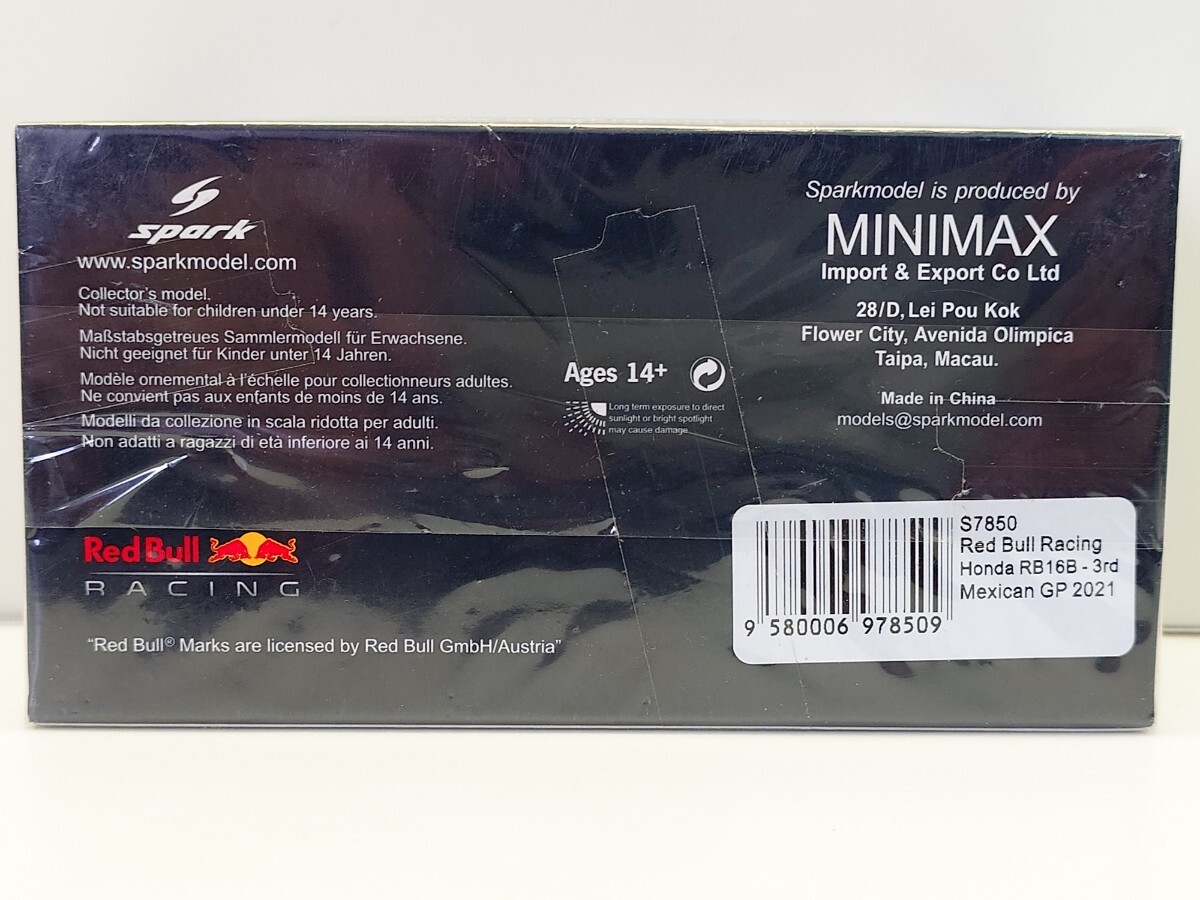 spark
www.sparkmodel.com
Collector's model.
Not suitable for children under 14 years.
Maßstabsgetreues Sammlermodell für Erwachsene.
Nicht geeignet für Kinder unter 14 Jahren.
Modèle ornemental à l'échelle pour collectionneurs adultes.
Ne convient pas aux enfants de moins de 14 ans.
Modelli da collezione in scala ridotta per adulti.
Non adatti a ragazzi di età inferiore ai 14 anni.
Red Bull
RACING
"Red Bull® Marks are licensed by Red Bull GmbH/Austria"
Ages 14+
Long term exposure to direct
sunlight or bright spotlight
may cause damage
Sparkmodel is produced by
MINIMAX
Import & Export Co Ltd
28/D, Lei Pou Kok
Flower City, Avenida Olimpica
Taipa, Macau.
Made in China
models@sparkmodel.com
S7850
Red Bull Racing
Honda RB16B - 3rd
Mexican GP 2021
9 580006 978509